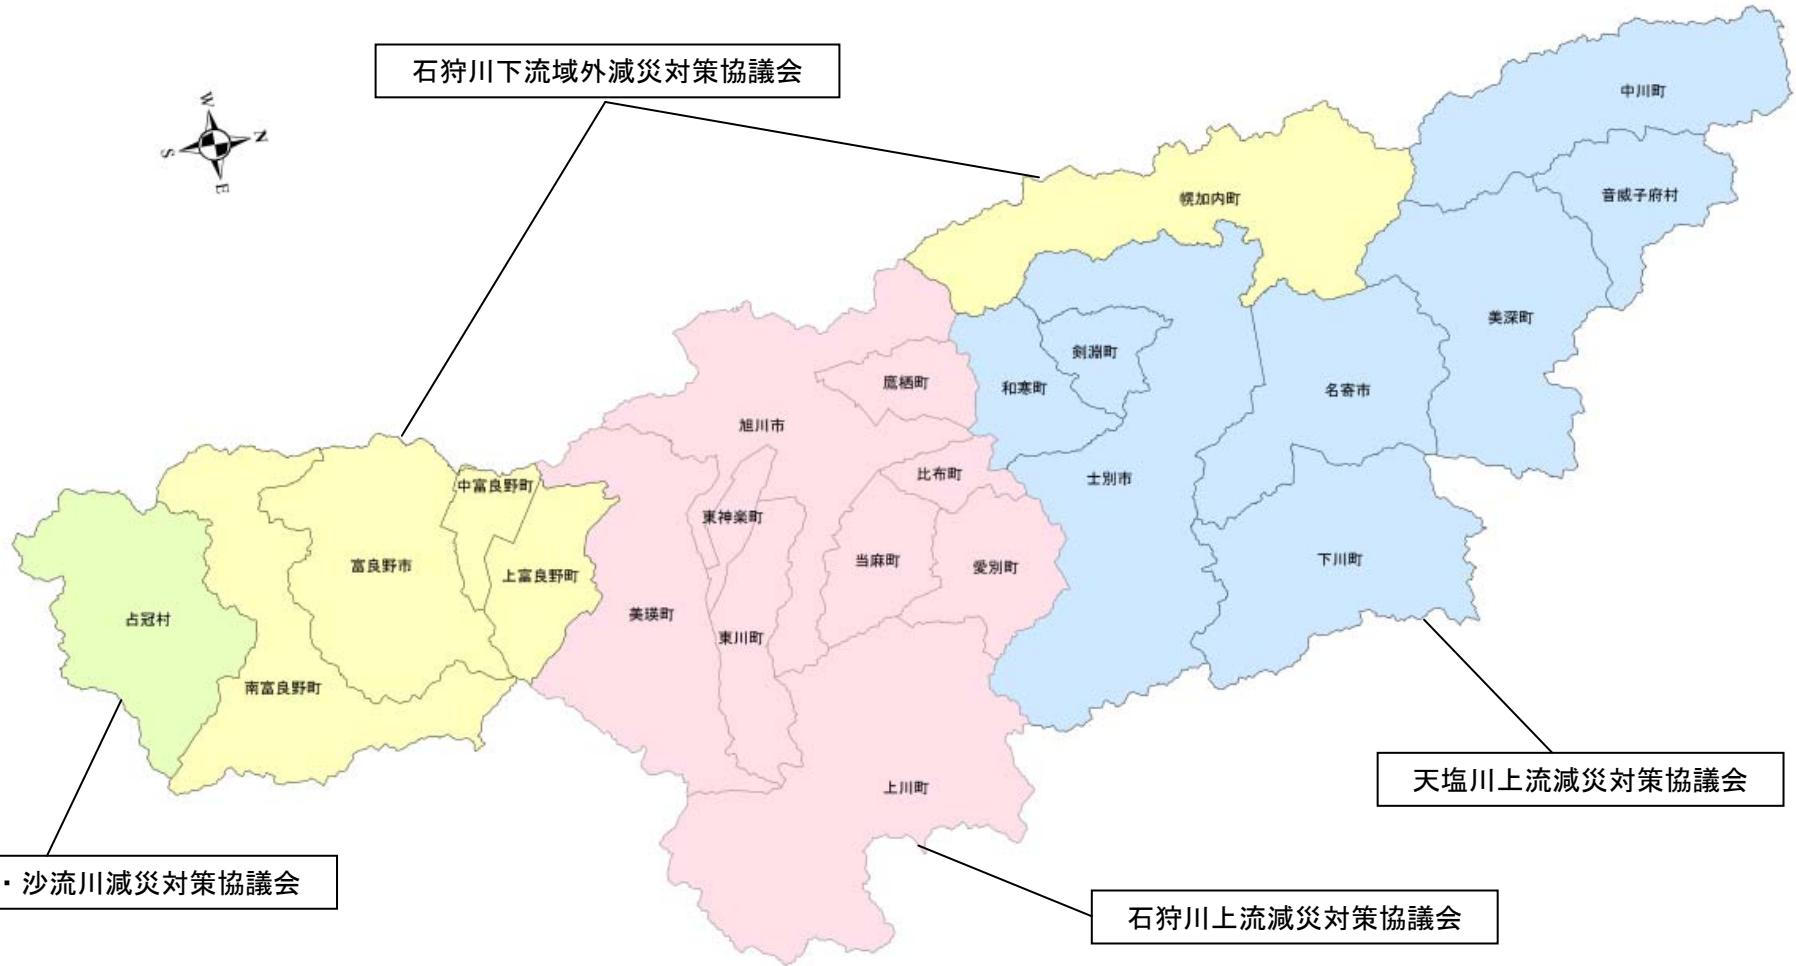 石狩川下流域外減災対策協議会
W
N
S
E
中川町
音威子府村
幌加内町
美深町
剣淵町
和寒町
名寄市
鷹栖町
旭川市
比布町
士別市
中富良野町
東神楽町
富良野市
上富良野町
当麻町
愛別町
下川町
占冠村
美瑛町
東川町
南富良野町
上川町
天塩川上流減災対策協議会
・沙流川減災対策協議会
石狩川上流減災対策協議会